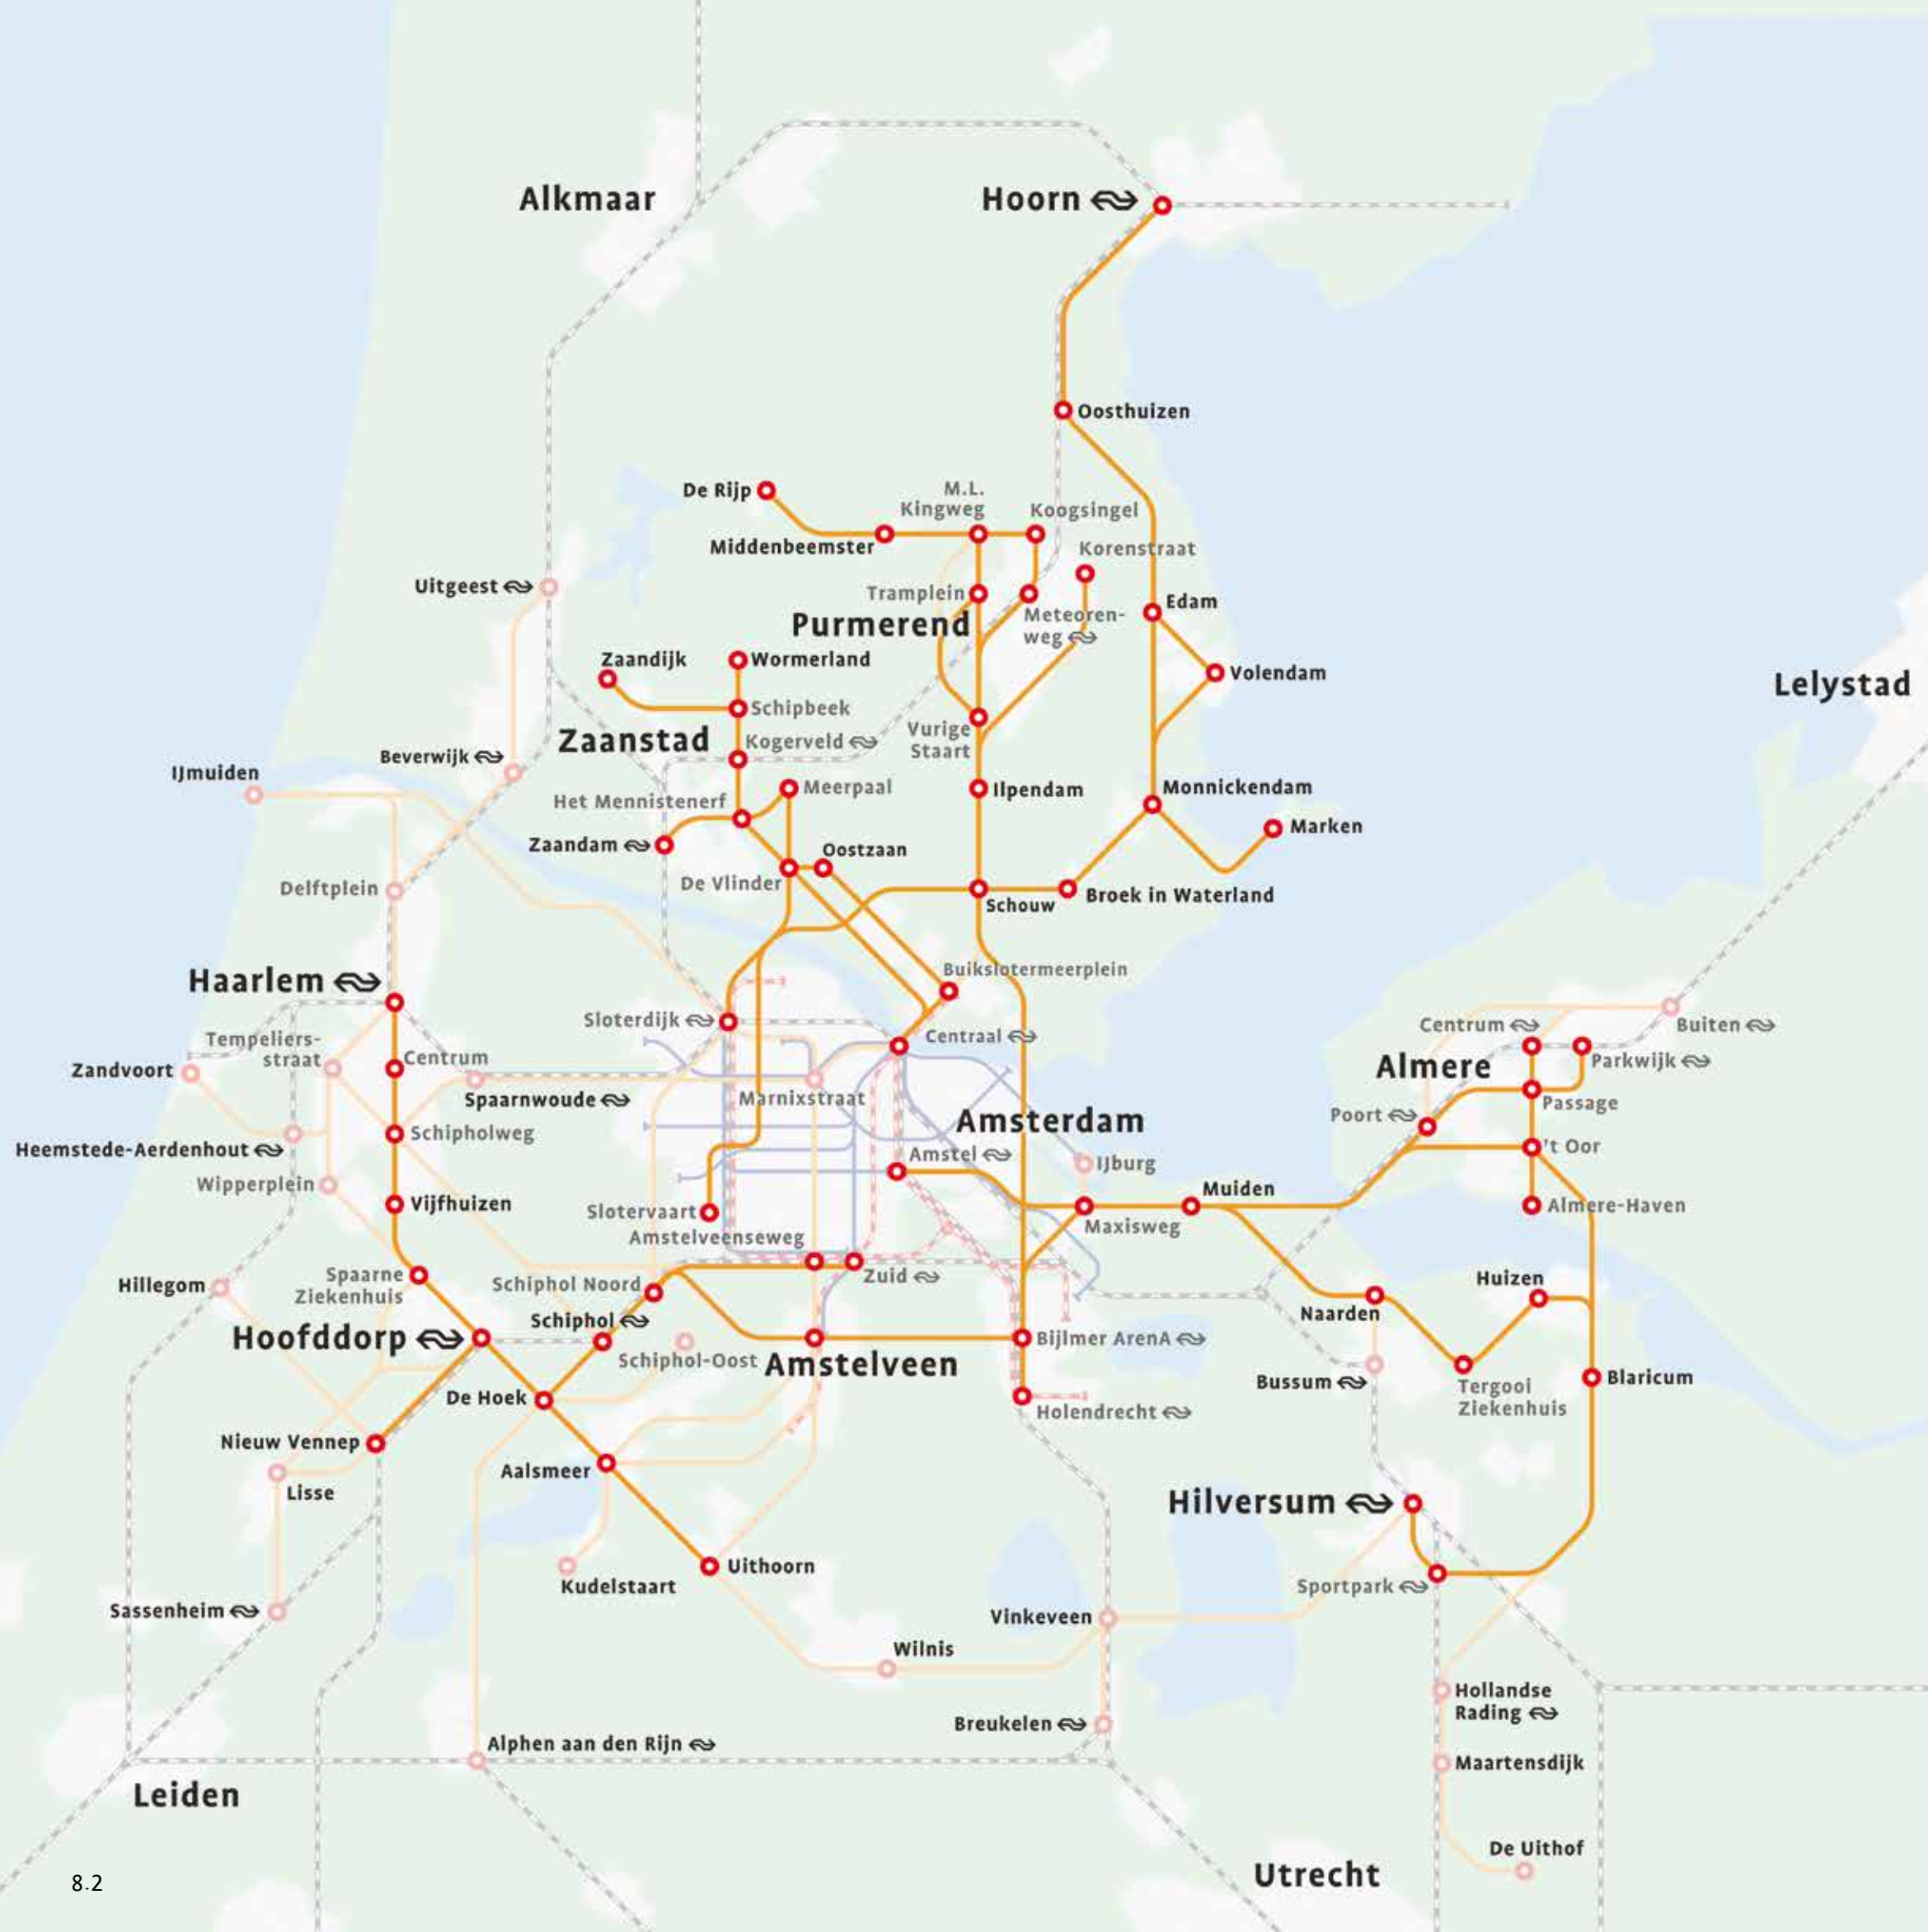 Alkmaar
Hoorn
Oosthuizen
De Rijp
M.L.
Kingweg
Koogsingel
Middenbeemster
Korenstraat
Uitgeest
Tramplein
Edam
Purmerend
Meteoren-
weg
Zaandijk
Wormerland
Volendam
Lelystad
Schipbeek
Zaanstad
Kogerveld
Vurige
Staart
Beverwijk
IJmuiden
Meerpaal
Ilpendam
Monnickendam
Het Mennistenerf
Marken
Zaandam
Oostzaan
De Vlinder
Delftplein
Schouw
Broek in Waterland
Haarlem
Buikslotermeerplein
Sloterdijk
Centraal
Centrum
Buiten
Tempeliers-
straat
Centrum
Almere
Parkwijk
Zandvoort
Spaarnwoude
Marnixstraat
Passage
Amsterdam
Poort
Schipholweg
't Oor
Heemstede-Aerdenhout
Amstel
IJburg
Wipperplein
Vijfhuizen
Muiden
Almere-Haven
Slotervaart
Maxisweg
Amstelveenseweg
Spaarne
Ziekenhuis
Schiphol Noord
Zuid
Hillegom
Huizen
Naarden
Schiphol
Hoofddorp
Schiphol-Oost
Amstelveen
Bijlmer ArenA
Bussum
Tergooi
Ziekenhuis
Blaricum
De Hoek
Holendrecht
Nieuw Vennep
Aalsmeer
Lisse
Hilversum
Uithoorn
Kudelstaart
Sportpark
Sassenheim
Vinkeveen
Wilnis
Hollandse
Rading
Breukelen
Alphen aan den Rijn
Maartensdijk
Leiden
De Uithof
Utrecht
8.2